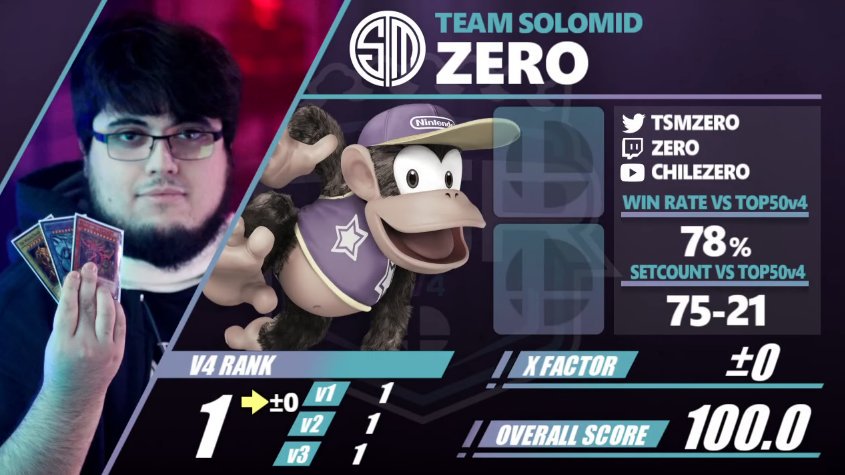 SM
TEAM SOLOMID
ZERO
Nintendo
TSMZERO
ZERO
CHILEZERO
WIN RATE VS TOP50v4
78%
SETCOUNT VS TOP50v4
75-21
V4 RANK
1 ±0
v1 1
v2 1
v3 1
X FACTOR ±0
OVERALL SCORE 100.0